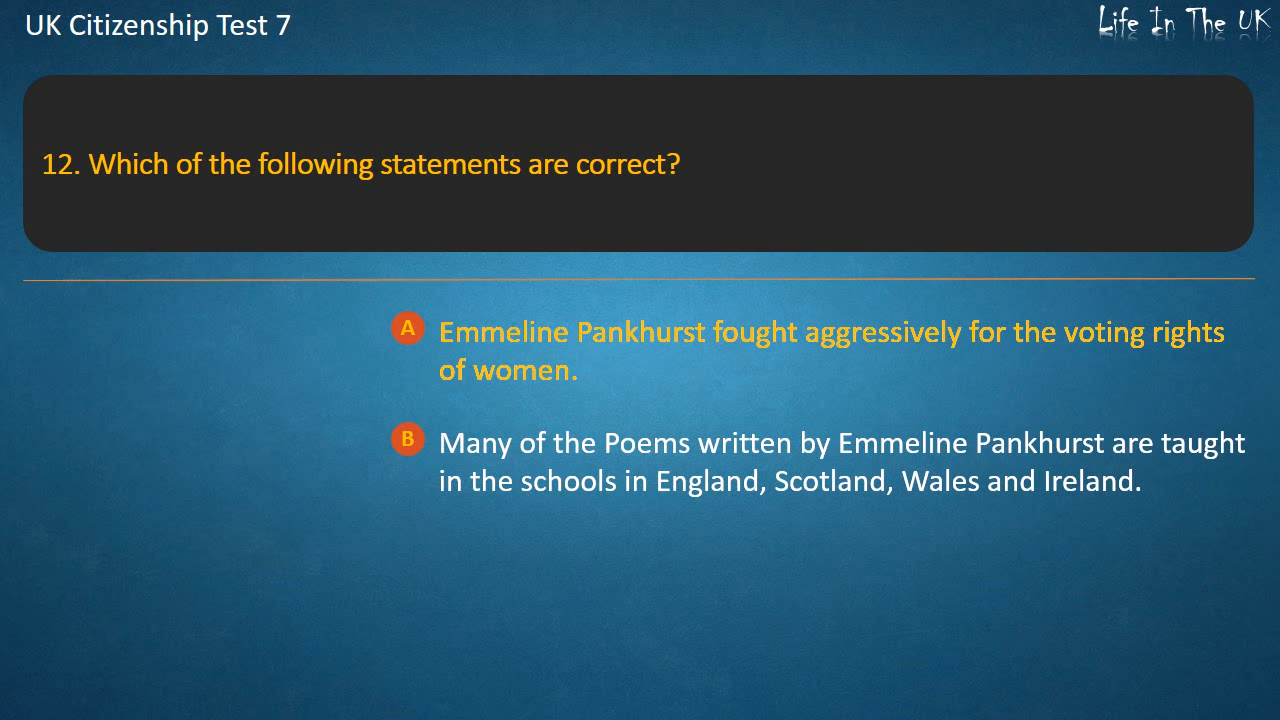 UK Citizenship Test 7
Life In The UK
12. Which of the following statements are correct?
A Emmeline Pankhurst fought aggressively for the voting rights
of women.
B Many of the Poems written by Emmeline Pankhurst are taught
in the schools in England, Scotland, Wales and Ireland.